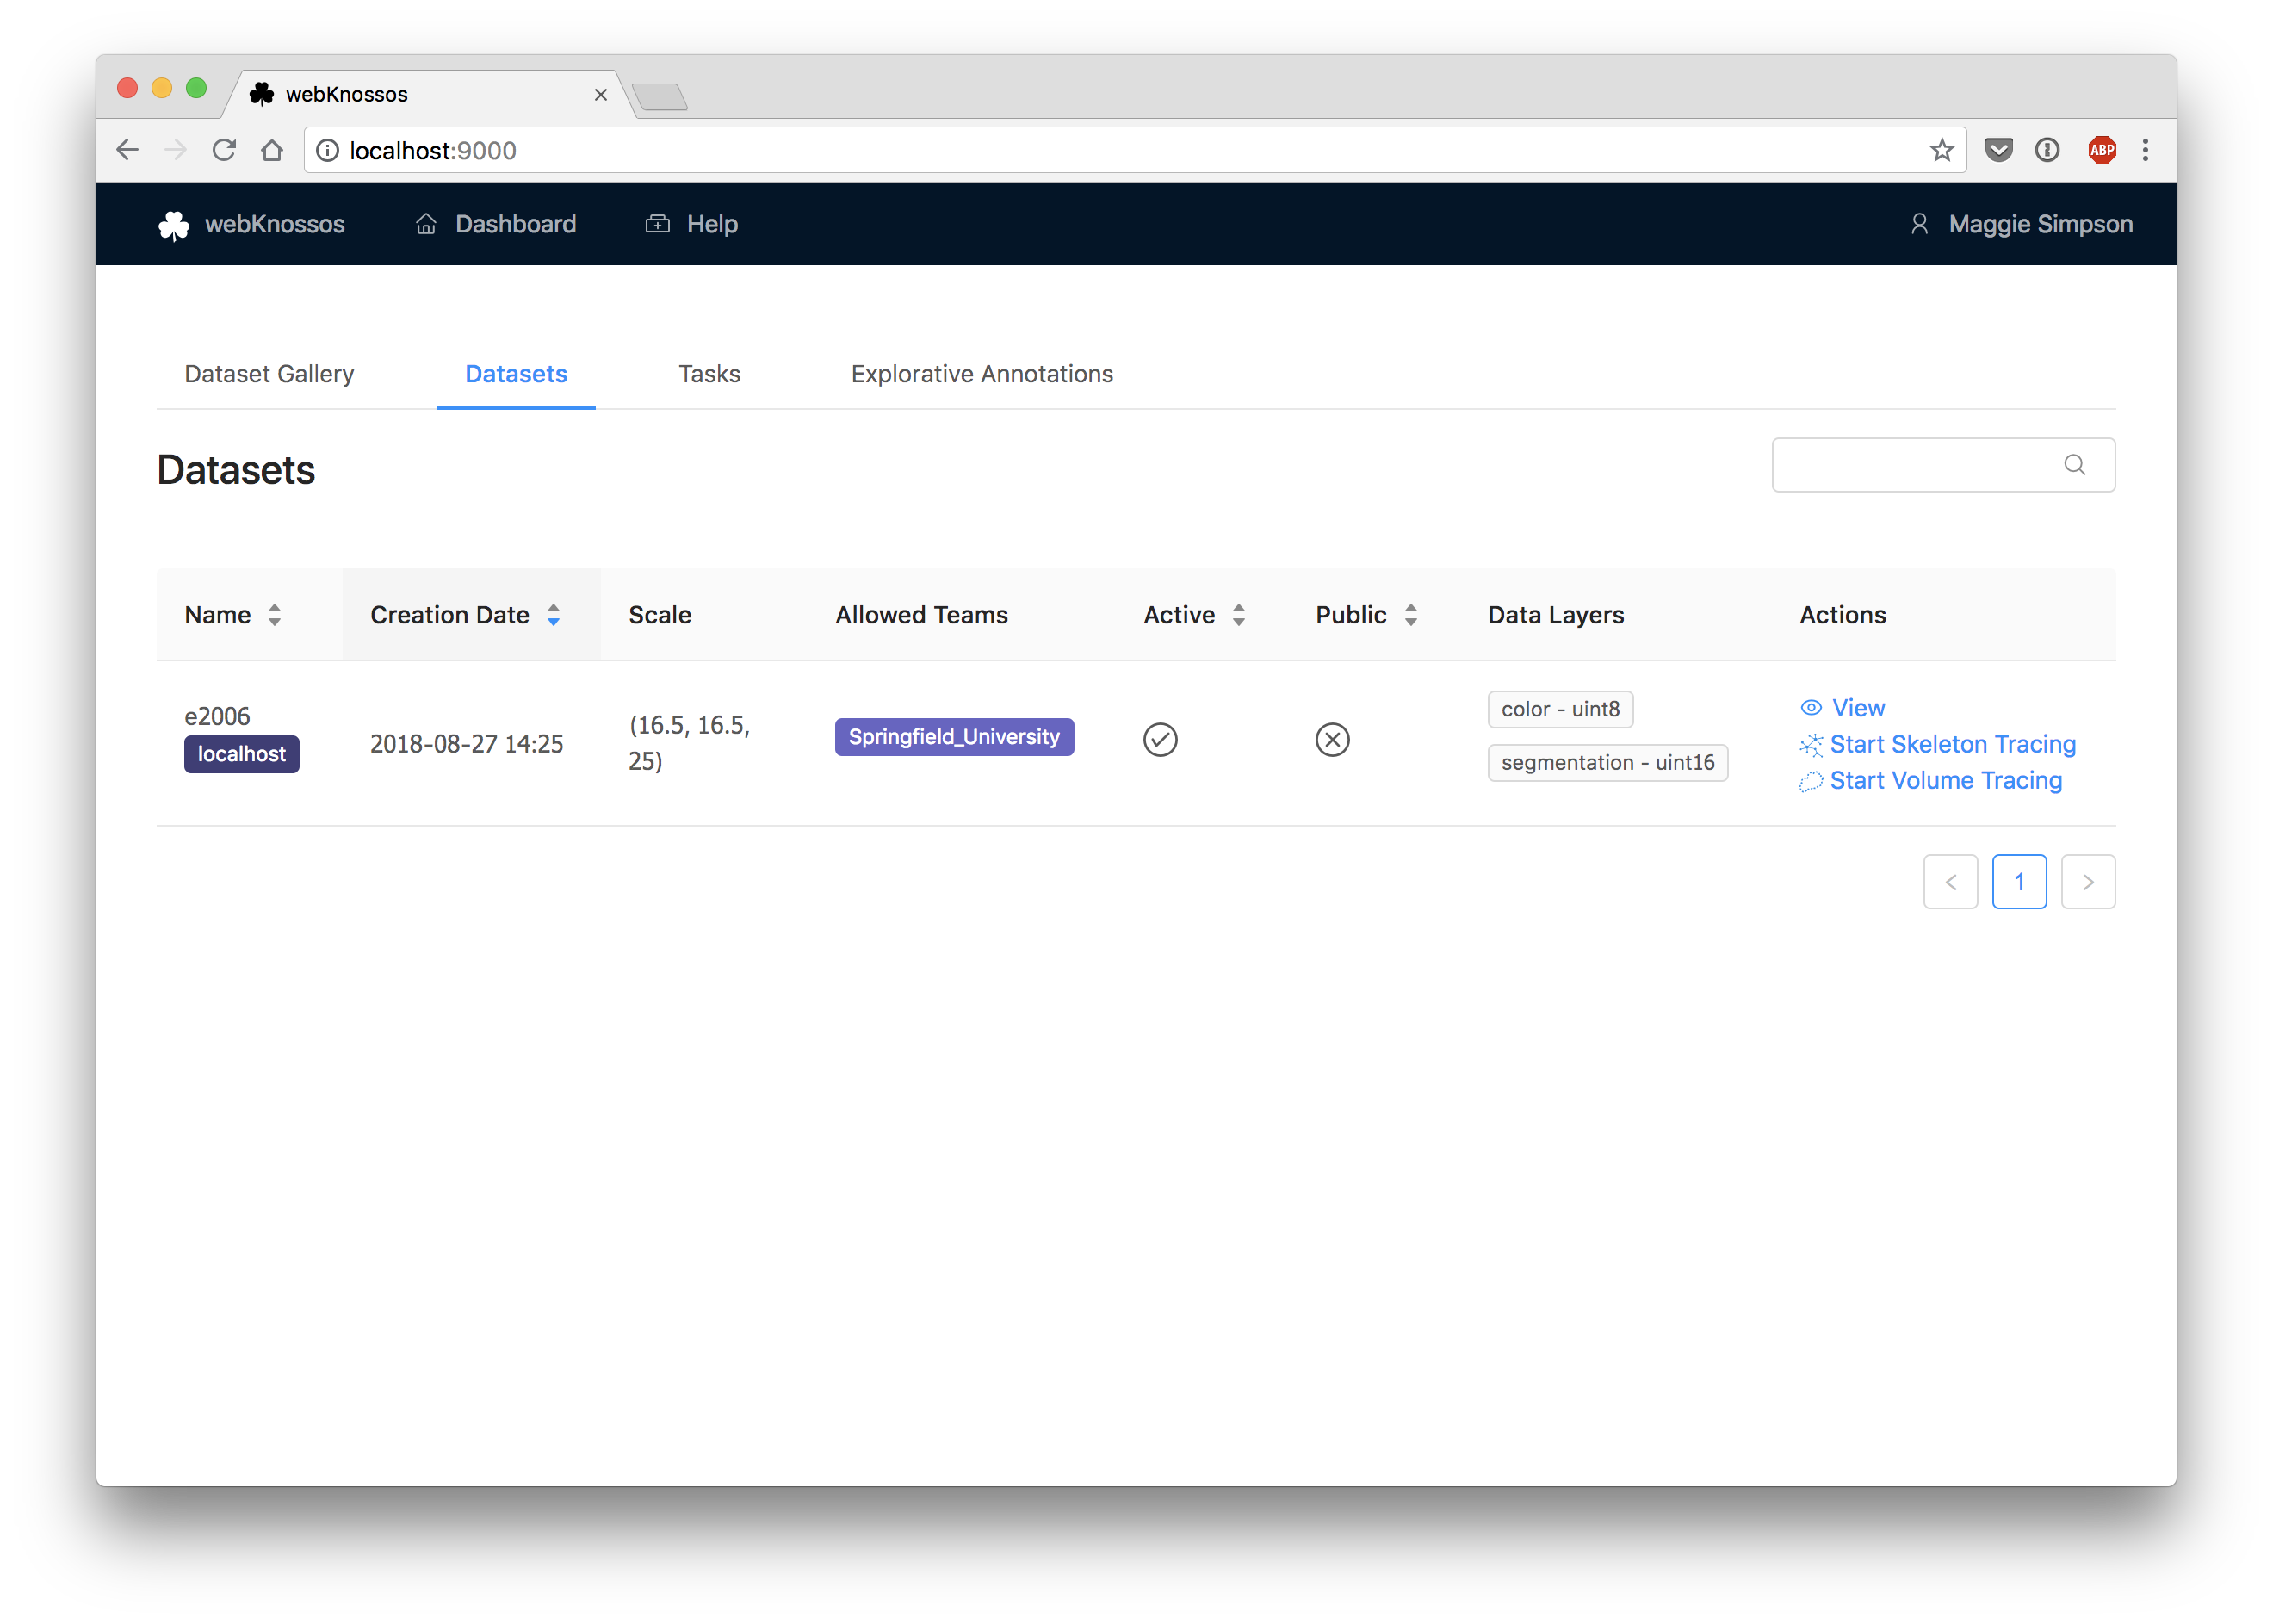 webKnossos
localhost:9000
ABP
webKnossos Dashboard Help Maggie Simpson
Dataset Gallery Datasets Tasks Explorative Annotations
Datasets
Name Creation Date Scale Allowed Teams Active Public Data Layers Actions
e2006
localhost
2018-08-27 14:25
(16.5, 16.5,
25)
Springfield_University
color - uint8
segmentation - uint16
View
Start Skeleton Tracing
Start Volume Tracing
< 1 >